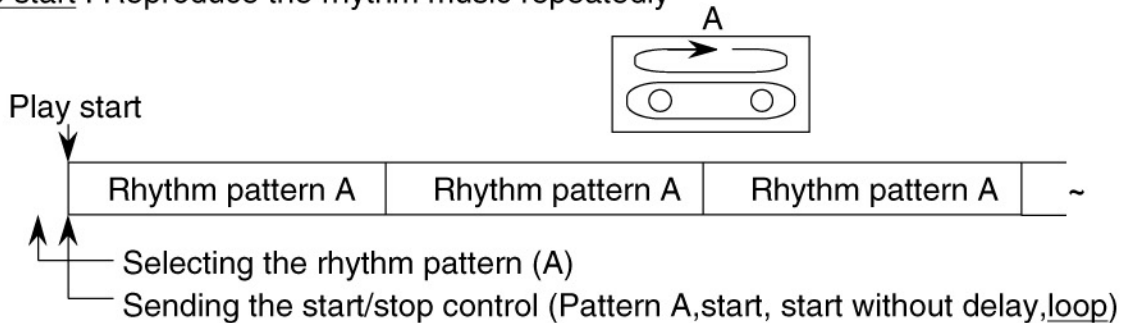 start : Reproduce the rhythm music repeatedly
A
Play start
Rhythm pattern A Rhythm pattern A Rhythm pattern A ~
Selecting the rhythm pattern (A)
Sending the start/stop control (Pattern A,start, start without delay,loop)